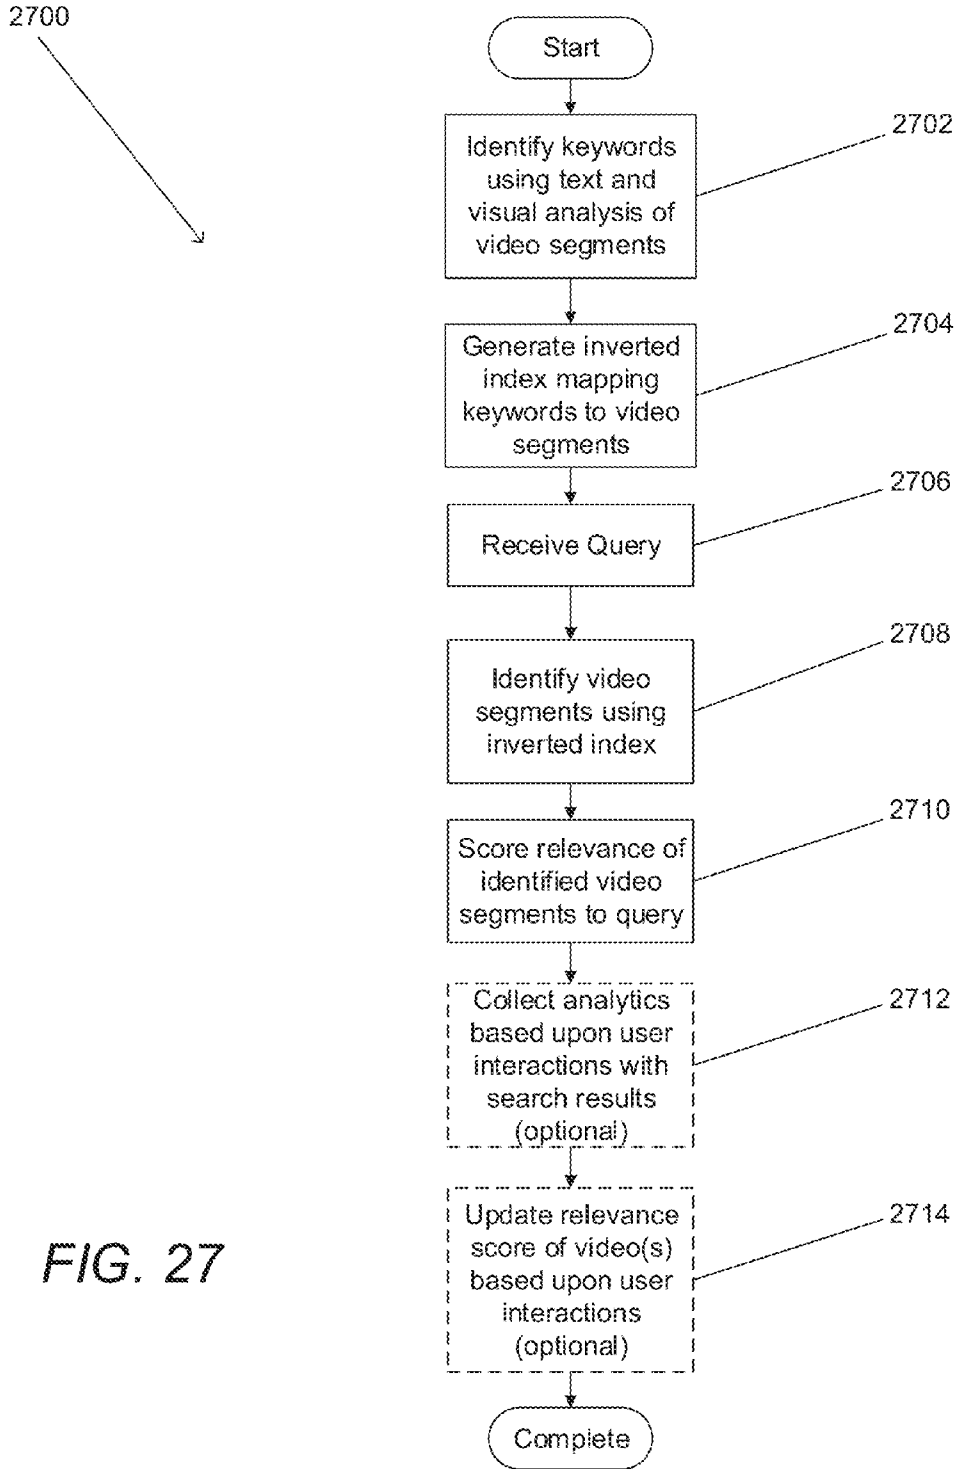 2700
Start
2702
Identify keywords
using text and
visual analysis of
video segments
2704
Generate inverted
index mapping
keywords to video
segments
2706
Receive Query
2708
Identify video
segments using
inverted index
2710
Score relevance of
identified video
segments to query
2712
Collect analytics
based upon user
interactions with
search results
(optional)
2714
Update relevance
score of video(s)
based upon user
interactions
(optional)
FIG. 27
Complete